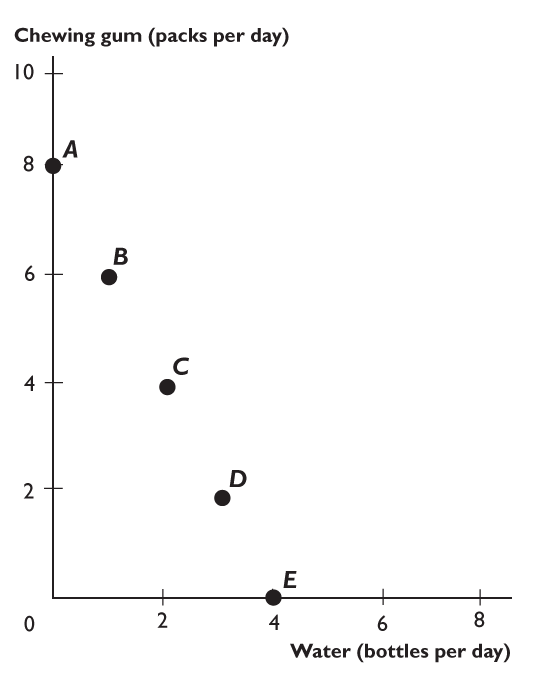 Chewing gum (packs per day)
10
A
8
B
6
C
4
D
2
E
0
2
4
6
8
Water (bottles per day)